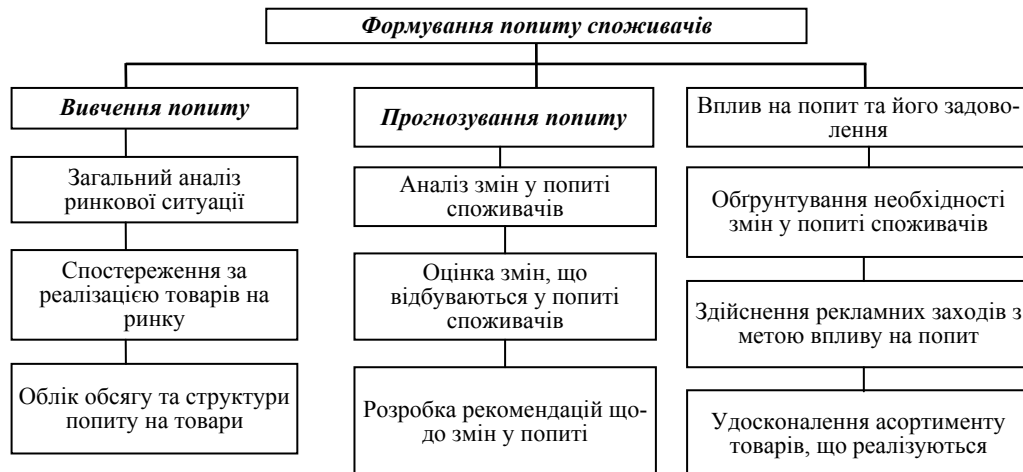 Формування попиту споживачів
Вивчення попиту
Загальний аналіз
ринкової ситуації
Спостереження за
реалізацією товарів на
ринку
Облік обсягу та структури
попиту на товари
Прогнозування попиту
Аналіз змін у попиті
споживачів
Оцінка змін, що
відбуваються у попиті
споживачів
Розробка рекомендацій що-
до змін у попиті
Вплив на попит та його задово-
лення
Обґрунтування необхідності
змін у попиті споживачів
Здійснення рекламних заходів з
метою впливу на попит
Удосконалення асортименту
товарів, що реалізуються